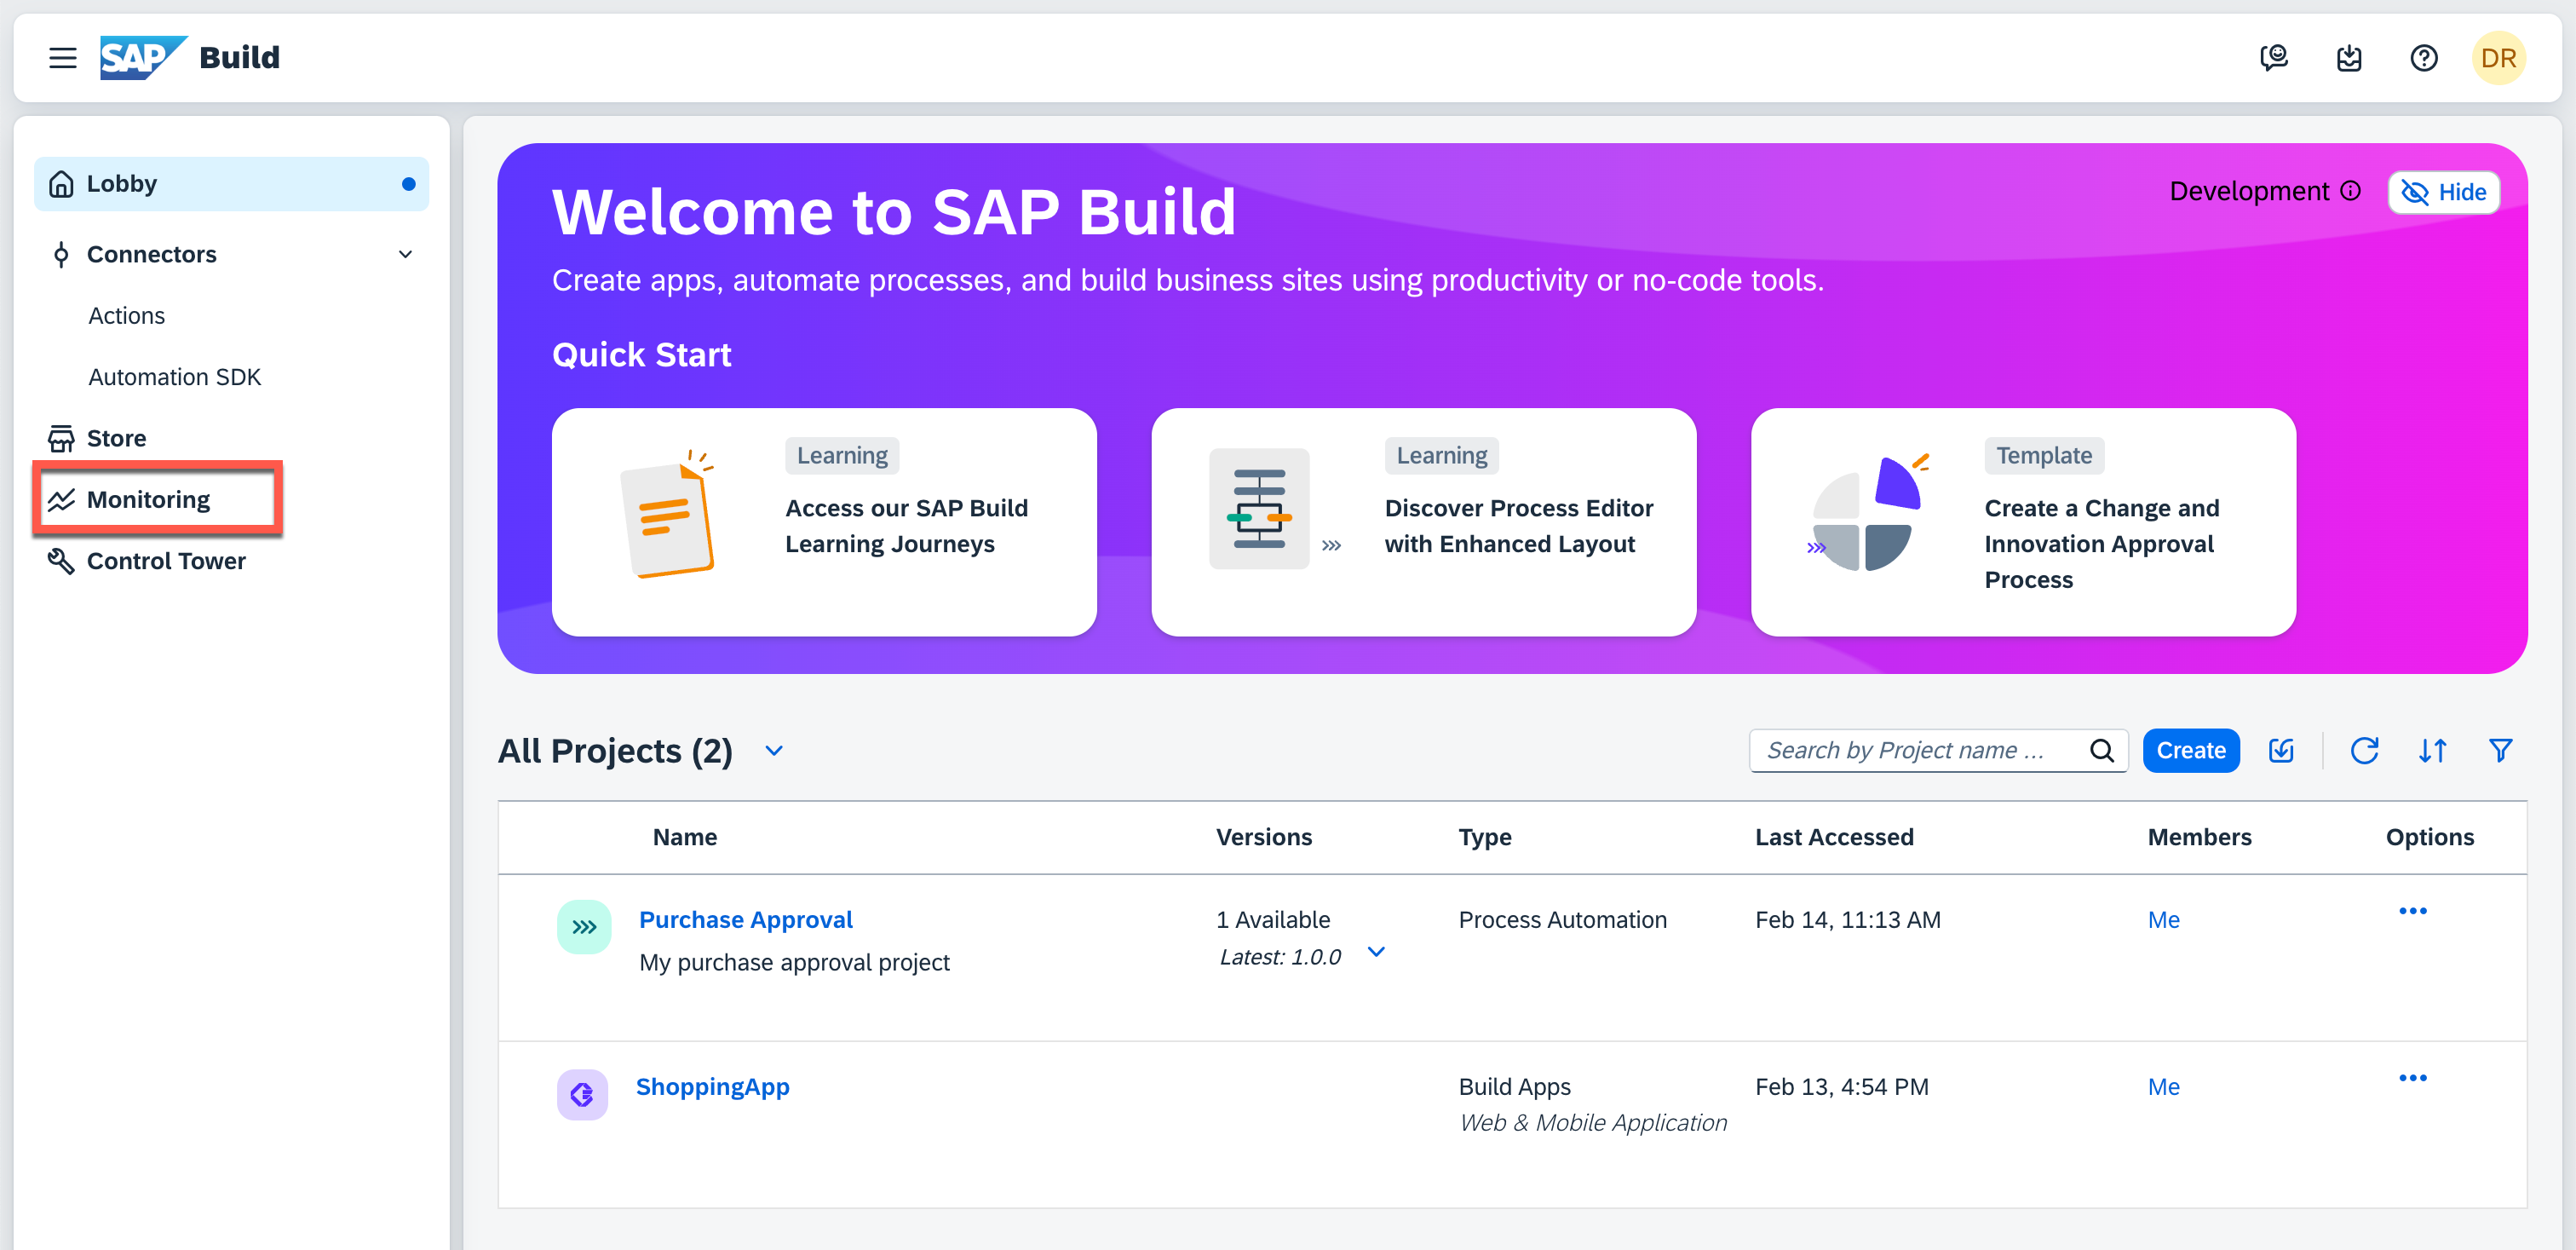 SAP Build
DR
Lobby
Connectors
Actions
Automation SDK
Store
Monitoring
Control Tower
Welcome to SAP Build
Development
Hide
Create apps, automate processes, and build business sites using productivity or no-code tools.
Quick Start
Learning
Access our SAP Build
Learning Journeys
Learning
Discover Process Editor
with Enhanced Layout
Template
Create a Change and
Innovation Approval
Process
All Projects (2)
Search by Project name ...
Create
Name Versions Type Last Accessed Members Options
Purchase Approval 1 Available Process Automation Feb 14, 11:13 AM Me
My purchase approval project Latest: 1.0.0
ShoppingApp Build Apps Feb 13, 4:54 PM Me
Web & Mobile Application